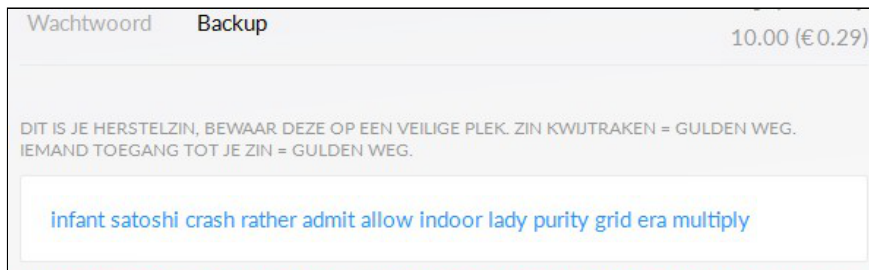 Wachtwoord Backup
10.00 (€0.29)
DIT IS JE HERSTELZIN, BEWAAR DEZE OP EEN VEILIGE PLEK. ZIN KWIJTRAKEN = GULDEN WEG.
IEMAND TOEGANG TOT JE ZIN = GULDEN WEG.
infant satoshi crash rather admit allow indoor lady purity grid era multiply